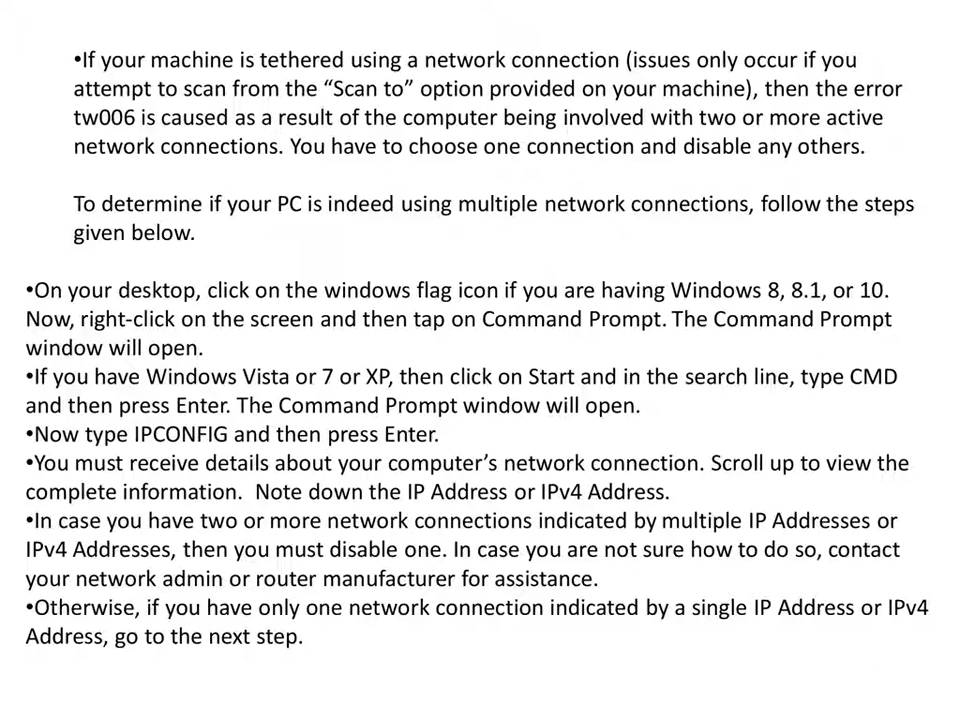 •If your machine is tethered using a network connection (issues only occur if you
attempt to scan from the “Scan to” option provided on your machine), then the error
tw006 is caused as a result of the computer being involved with two or more active
network connections. You have to choose one connection and disable any others.
To determine if your PC is indeed using multiple network connections, follow the steps
given below.
•On your desktop, click on the windows flag icon if you are having Windows 8, 8.1, or 10.
Now, right-click on the screen and then tap on Command Prompt. The Command Prompt
window will open.
•If you have Windows Vista or 7 or XP, then click on Start and in the search line, type CMD
and then press Enter. The Command Prompt window will open.
•Now type IPCONFIG and then press Enter.
•You must receive details about your computer’s network connection. Scroll up to view the
complete information.  Note down the IP Address or IPv4 Address.
•In case you have two or more network connections indicated by multiple IP Addresses or
IPv4 Addresses, then you must disable one. In case you are not sure how to do so, contact
your network admin or router manufacturer for assistance.
•Otherwise, if you have only one network connection indicated by a single IP Address or IPv4
Address, go to the next step.